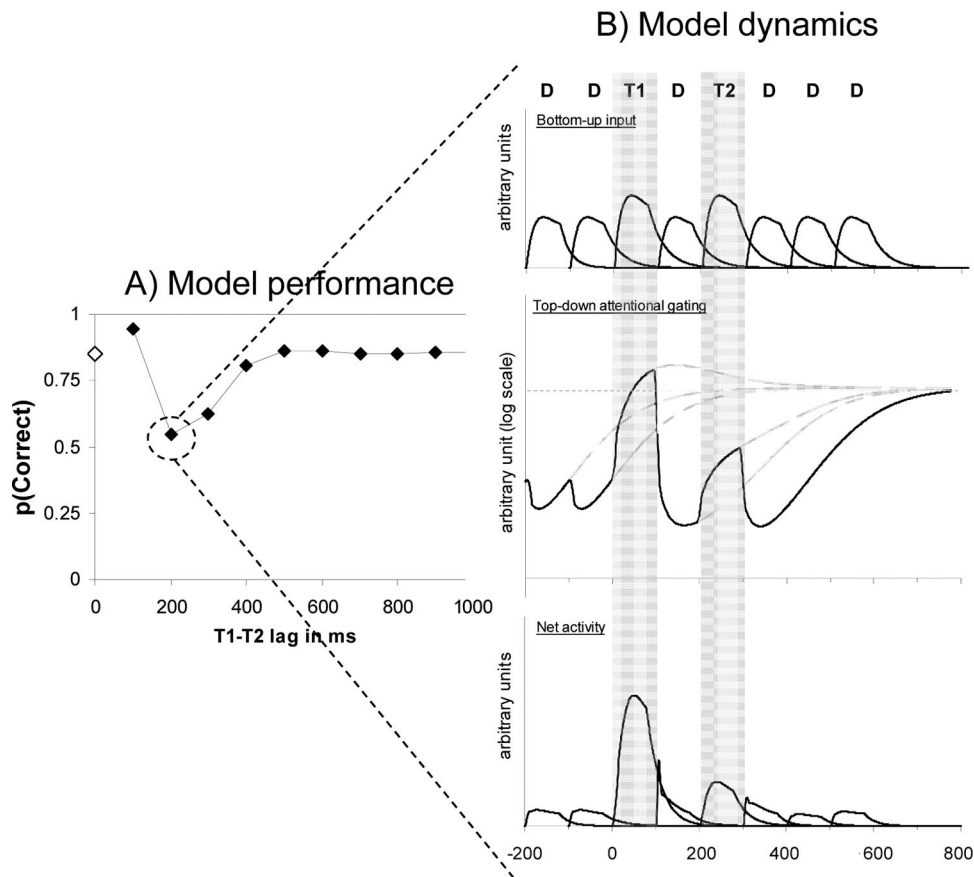 B) Model dynamics
D D T1 D T2 D D D
Bottom-up input
arbitrary units
A) Model performance
1
0.75
0.5
0.25
0
p(Correct)
0 200 400 600 800 1000
T1-T2 lag in ms
Top-down attentional gating
arbitrary unit (log scale)
Net activity
arbitrary units
-200 0 200 400 600 800